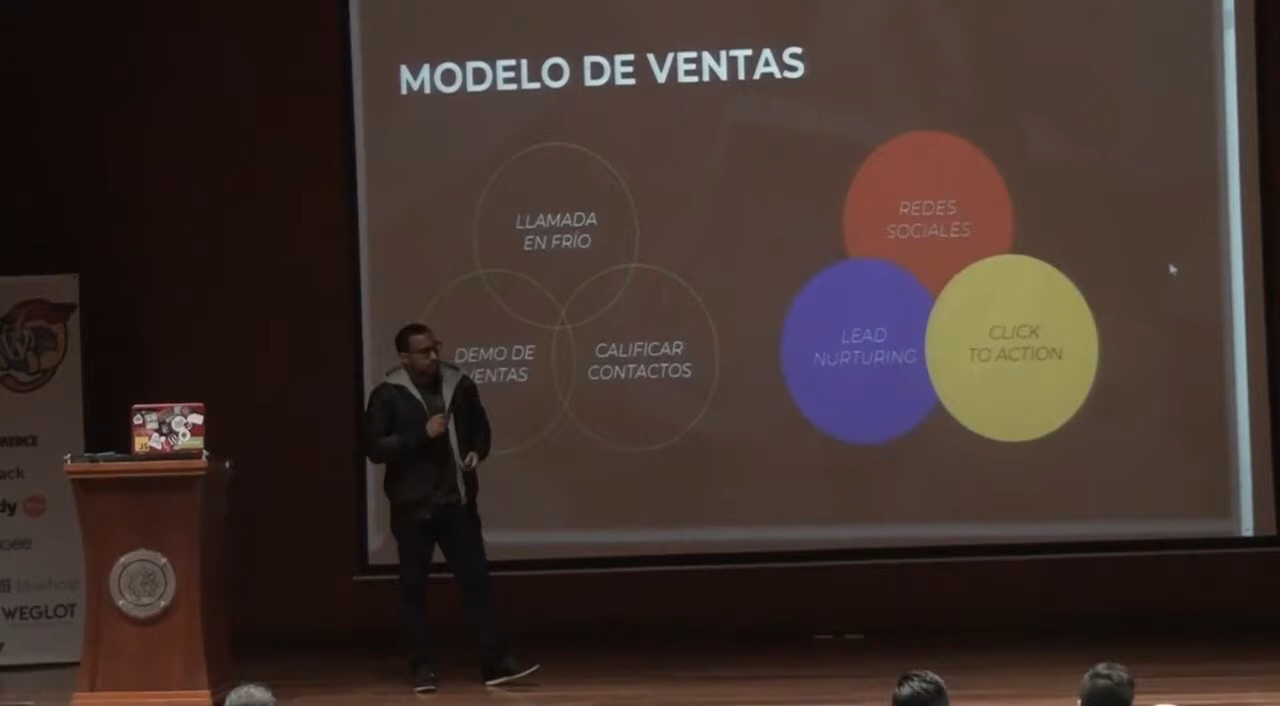 MODELO DE VENTAS
LLAMADA
EN FRÍO
DEMO DE
VENTAS
CALIFICAR
CONTACTOS
REDES
SOCIALES
LEAD
NURTURING
CLICK
TO ACTION
WEGLOT